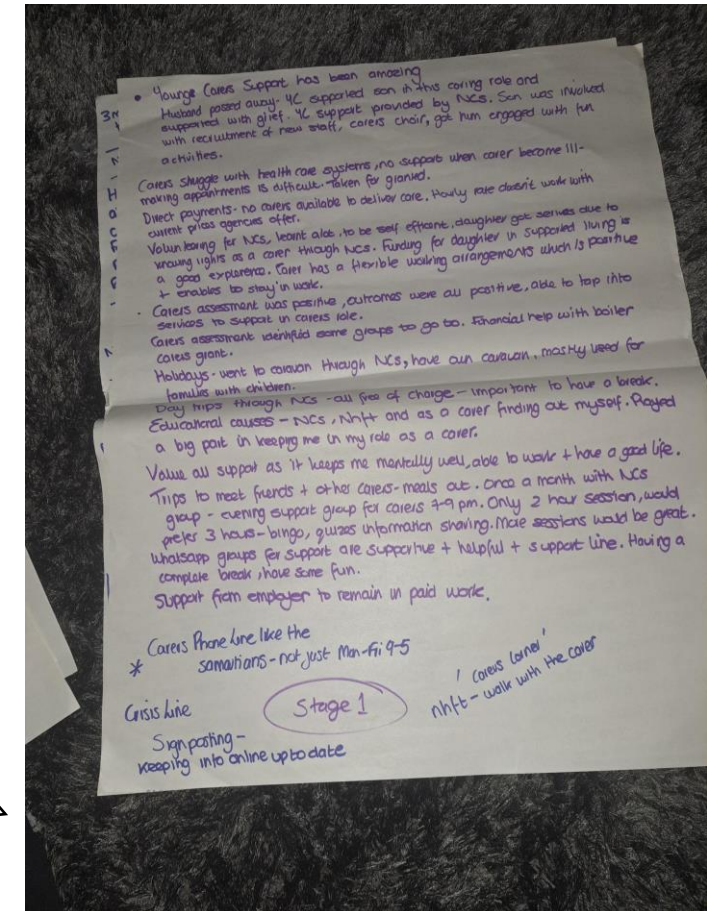 • Younge Carers Support has been amazing
Husband passed away. YC supported son in this caring role and
supported with grief. YC support provided by NCS. Son was involved
with recruitment of new staff, carers choir, got him engaged with fun
activities.
Carers struggle with health care systems, no support when carer become ill-
making appointments is difficult. Taken for granted.
Direct payments - no carers available to deliver care. Hourly rate doesn't work with
current prices agencies offer.
Volunteering for NCS, learnt alot, to be self efficent, daughter got serives due to
knowing rights as a carer through NCS. Funding for daughter in supported living is
a good exploration. Carer has a flexible working arrangements which is positive
+ enables to stay in work.
Carers assessment was positive, outcomes were all positive, able to tap into
services to support in carers role.
Carers assessment identifid some groups to go to. Financial help with boiler
carers grant.
Holidays - went to caravan through NCS, have own caravan, mostly used for
families with children.
Day trips through NCS - all free of charge - important to have a break.
Educational causes - NCS, Nhft and as a carer finding out myself. Played
a big part in keeping me in my role as a carer.
Value all support as it keeps me mentally well, able to work + have a good life.
Trips to meet friends + other carers - meals out. once a month with NCS
group - evening support group for carers 7-9 pm. Only 2 hour session, would
prefer 3 hours - bingo, quizes information sharing. More sessions would be great.
Whatsapp groups for support are supportive + helpful + support line. Having a
complete break, have some fun.
Support from employer to remain in paid work.
* Carers Phone line like the
samaritians - not just Mon-Fri 9-5
'carers corner'
nhft - walk with the carer
Crisis Line
Stage 1
Signposting -
Keeping info online up to date